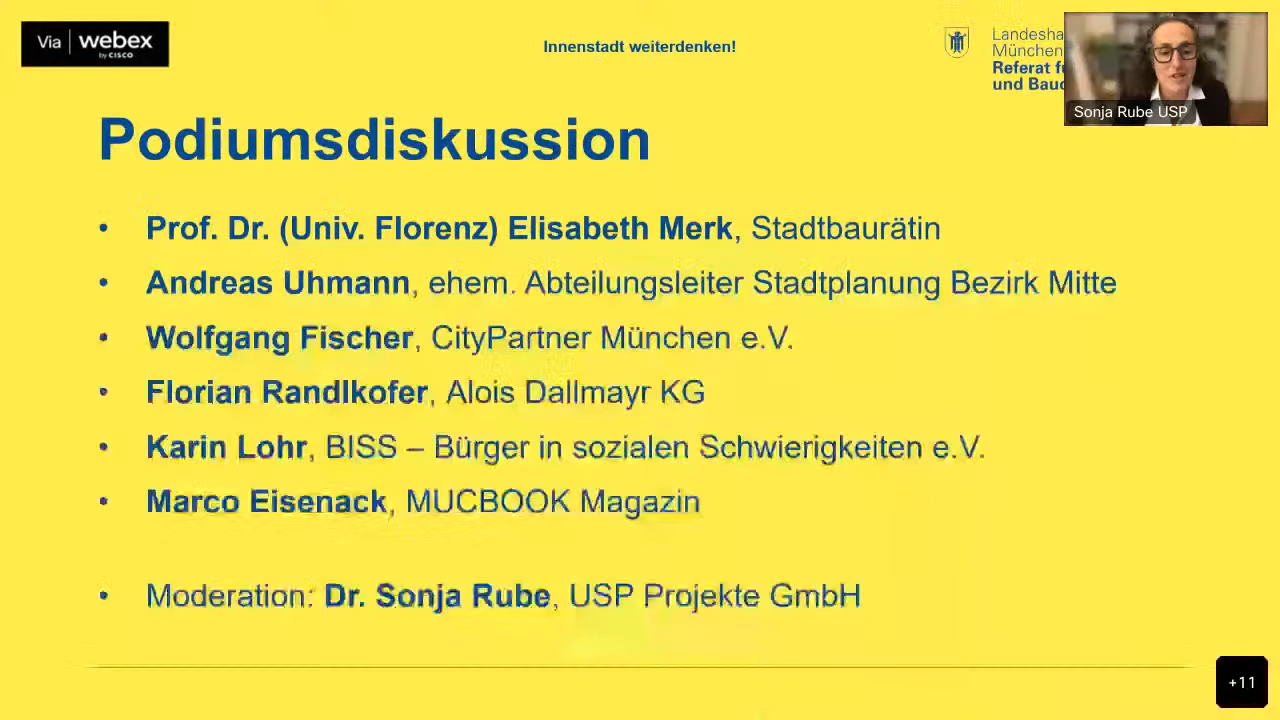 Via webex
by CISCO
Innenstadt weiterdenken!
Landesha
München
Referat f
und Bau
Sonja Rube USP
Podiumsdiskussion
• Prof. Dr. (Univ. Florenz) Elisabeth Merk, Stadtbaurätin
• Andreas Uhmann, ehem. Abteilungsleiter Stadtplanung Bezirk Mitte
• Wolfgang Fischer, CityPartner München e.V.
• Florian Randlkofer, Alois Dallmayr KG
• Karin Lohr, BISS – Bürger in sozialen Schwierigkeiten e.V.
• Marco Eisenack, MUCBOOK Magazin
• Moderation: Dr. Sonja Rube, USP Projekte GmbH
+11